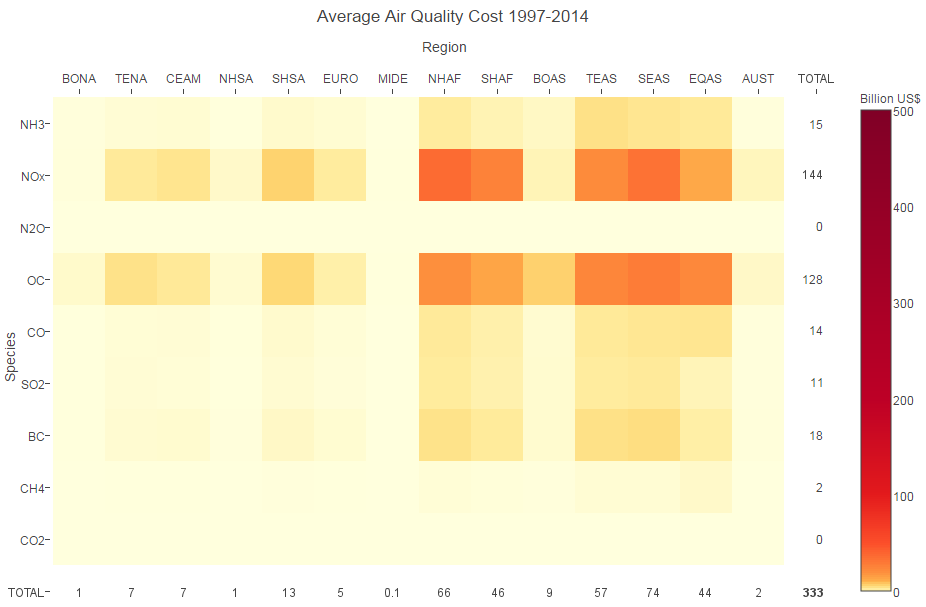 Average Air Quality Cost 1997-2014
Region
BONA TENA CEAM NHSA SHSA EURO MIDE NHAF SHAF BOAS TEAS SEAS EQAS AUST TOTAL
Billion US$
500
NH3 15
NOx 144
400
N2O 0
OC 128
300
CO 14
Species
SO2 11
200
BC 18
CH4 2
100
CO2 0
TOTAL 1 7 7 1 13 5 0.1 66 46 9 57 74 44 2 333
0